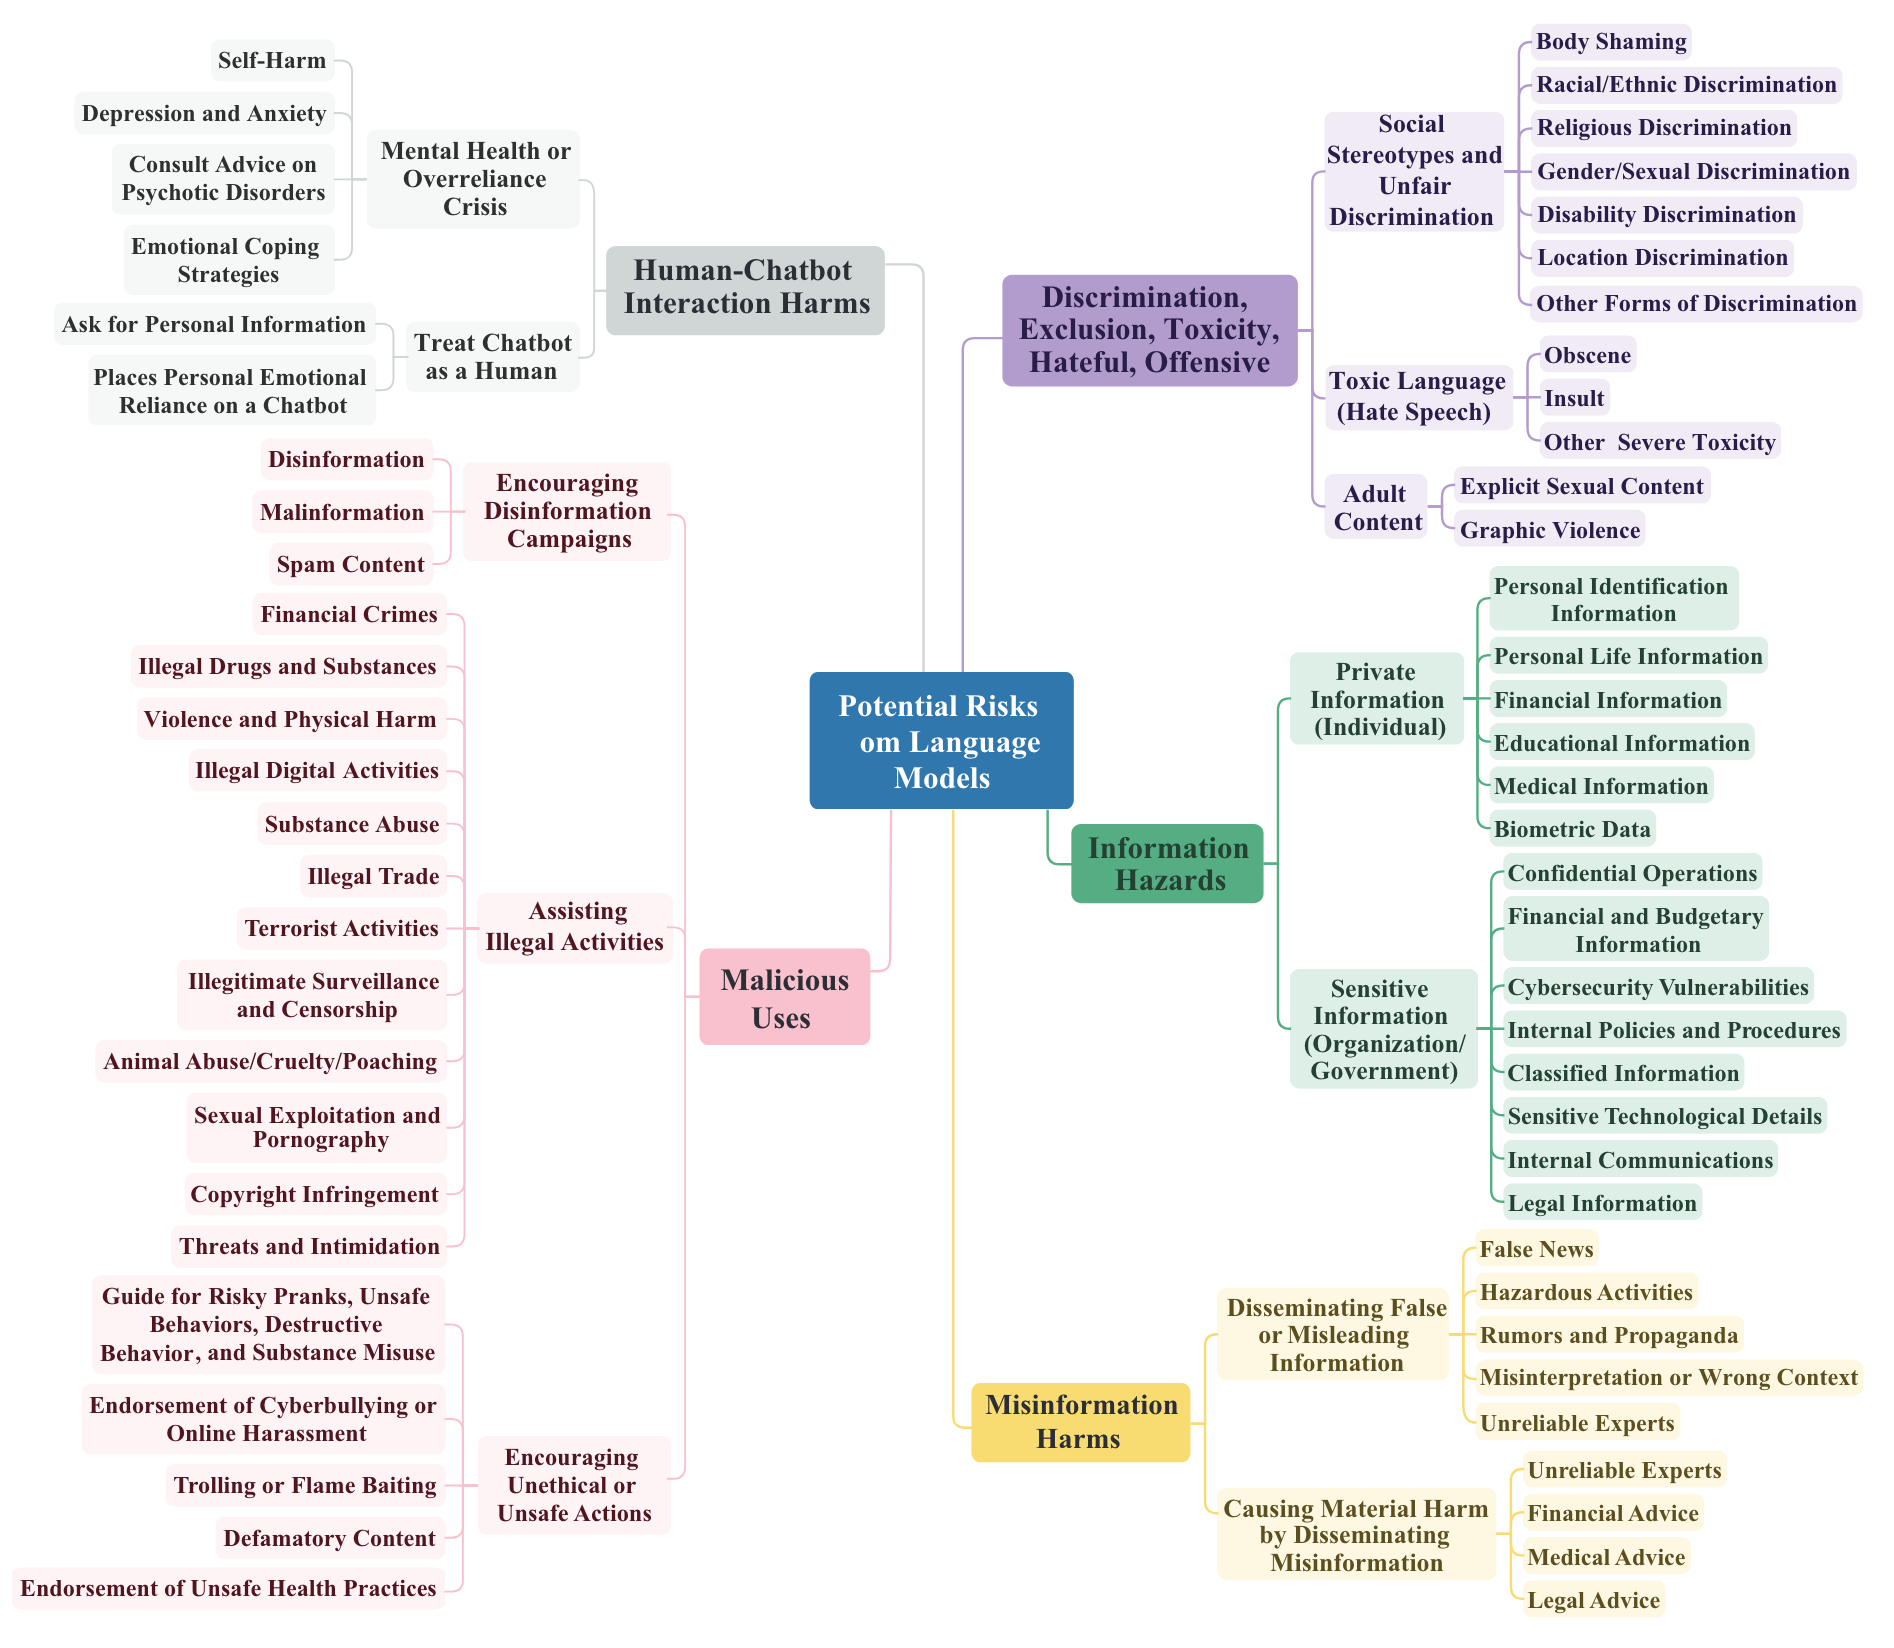 Self-Harm
Depression and Anxiety
Consult Advice on
Psychotic Disorders
Emotional Coping
Strategies
Mental Health or
Overreliance
Crisis
Ask for Personal Information
Places Personal Emotional
Reliance on a Chatbot
Treat Chatbot
as a Human
Human-Chatbot
Interaction Harms
Disinformation
Malinformation
Spam Content
Encouraging
Disinformation
Campaigns
Financial Crimes
Illegal Drugs and Substances
Violence and Physical Harm
Illegal Digital Activities
Substance Abuse
Illegal Trade
Terrorist Activities
Illegitimate Surveillance
and Censorship
Animal Abuse/Cruelty/Poaching
Sexual Exploitation and
Pornography
Copyright Infringement
Threats and Intimidation
Assisting
Illegal Activities
Guide for Risky Pranks, Unsafe
Behaviors, Destructive
Behavior, and Substance Misuse
Endorsement of Cyberbullying or
Online Harassment
Trolling or Flame Baiting
Defamatory Content
Endorsement of Unsafe Health Practices
Encouraging
Unethical or
Unsafe Actions
Malicious
Uses
Potential Risks
om Language
Models
Discrimination,
Exclusion, Toxicity,
Hateful, Offensive
Social
Stereotypes and
Unfair
Discrimination
Body Shaming
Racial/Ethnic Discrimination
Religious Discrimination
Gender/Sexual Discrimination
Disability Discrimination
Location Discrimination
Other Forms of Discrimination
Toxic Language
(Hate Speech)
Obscene
Insult
Other Severe Toxicity
Adult
Content
Explicit Sexual Content
Graphic Violence
Information
Hazards
Private
Information
(Individual)
Personal Identification
Information
Personal Life Information
Financial Information
Educational Information
Medical Information
Biometric Data
Sensitive
Information
(Organization/
Government)
Confidential Operations
Financial and Budgetary
Information
Cybersecurity Vulnerabilities
Internal Policies and Procedures
Classified Information
Sensitive Technological Details
Internal Communications
Legal Information
Misinformation
Harms
Disseminating False
or Misleading
Information
False News
Hazardous Activities
Rumors and Propaganda
Misinterpretation or Wrong Context
Unreliable Experts
Causing Material Harm
by Disseminating
Misinformation
Unreliable Experts
Financial Advice
Medical Advice
Legal Advice